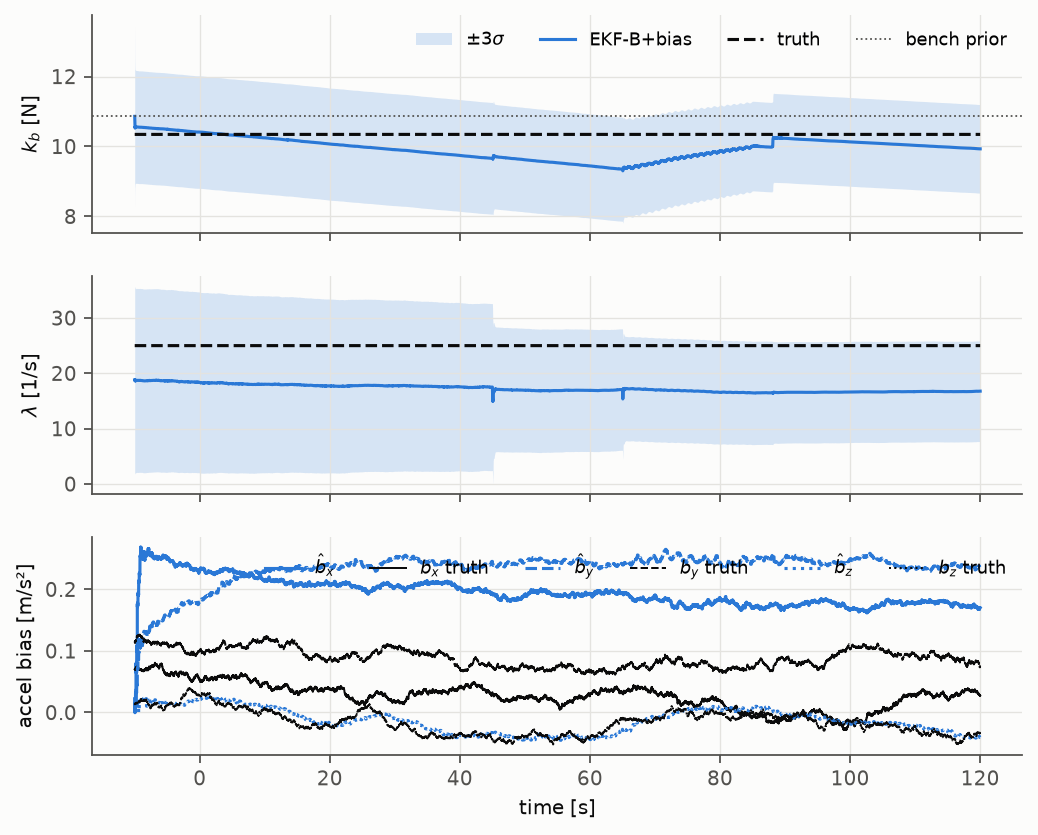 ±3σ EKF-B+bias truth bench prior
12
10
8
k_b [N]
30
20
10
0
λ [1/s]
b̂_x b_x truth b̂_y b_y truth b̂_z b_z truth
0.2
0.1
0.0
accel bias [m/s²]
0 20 40 60 80 100 120
time [s]